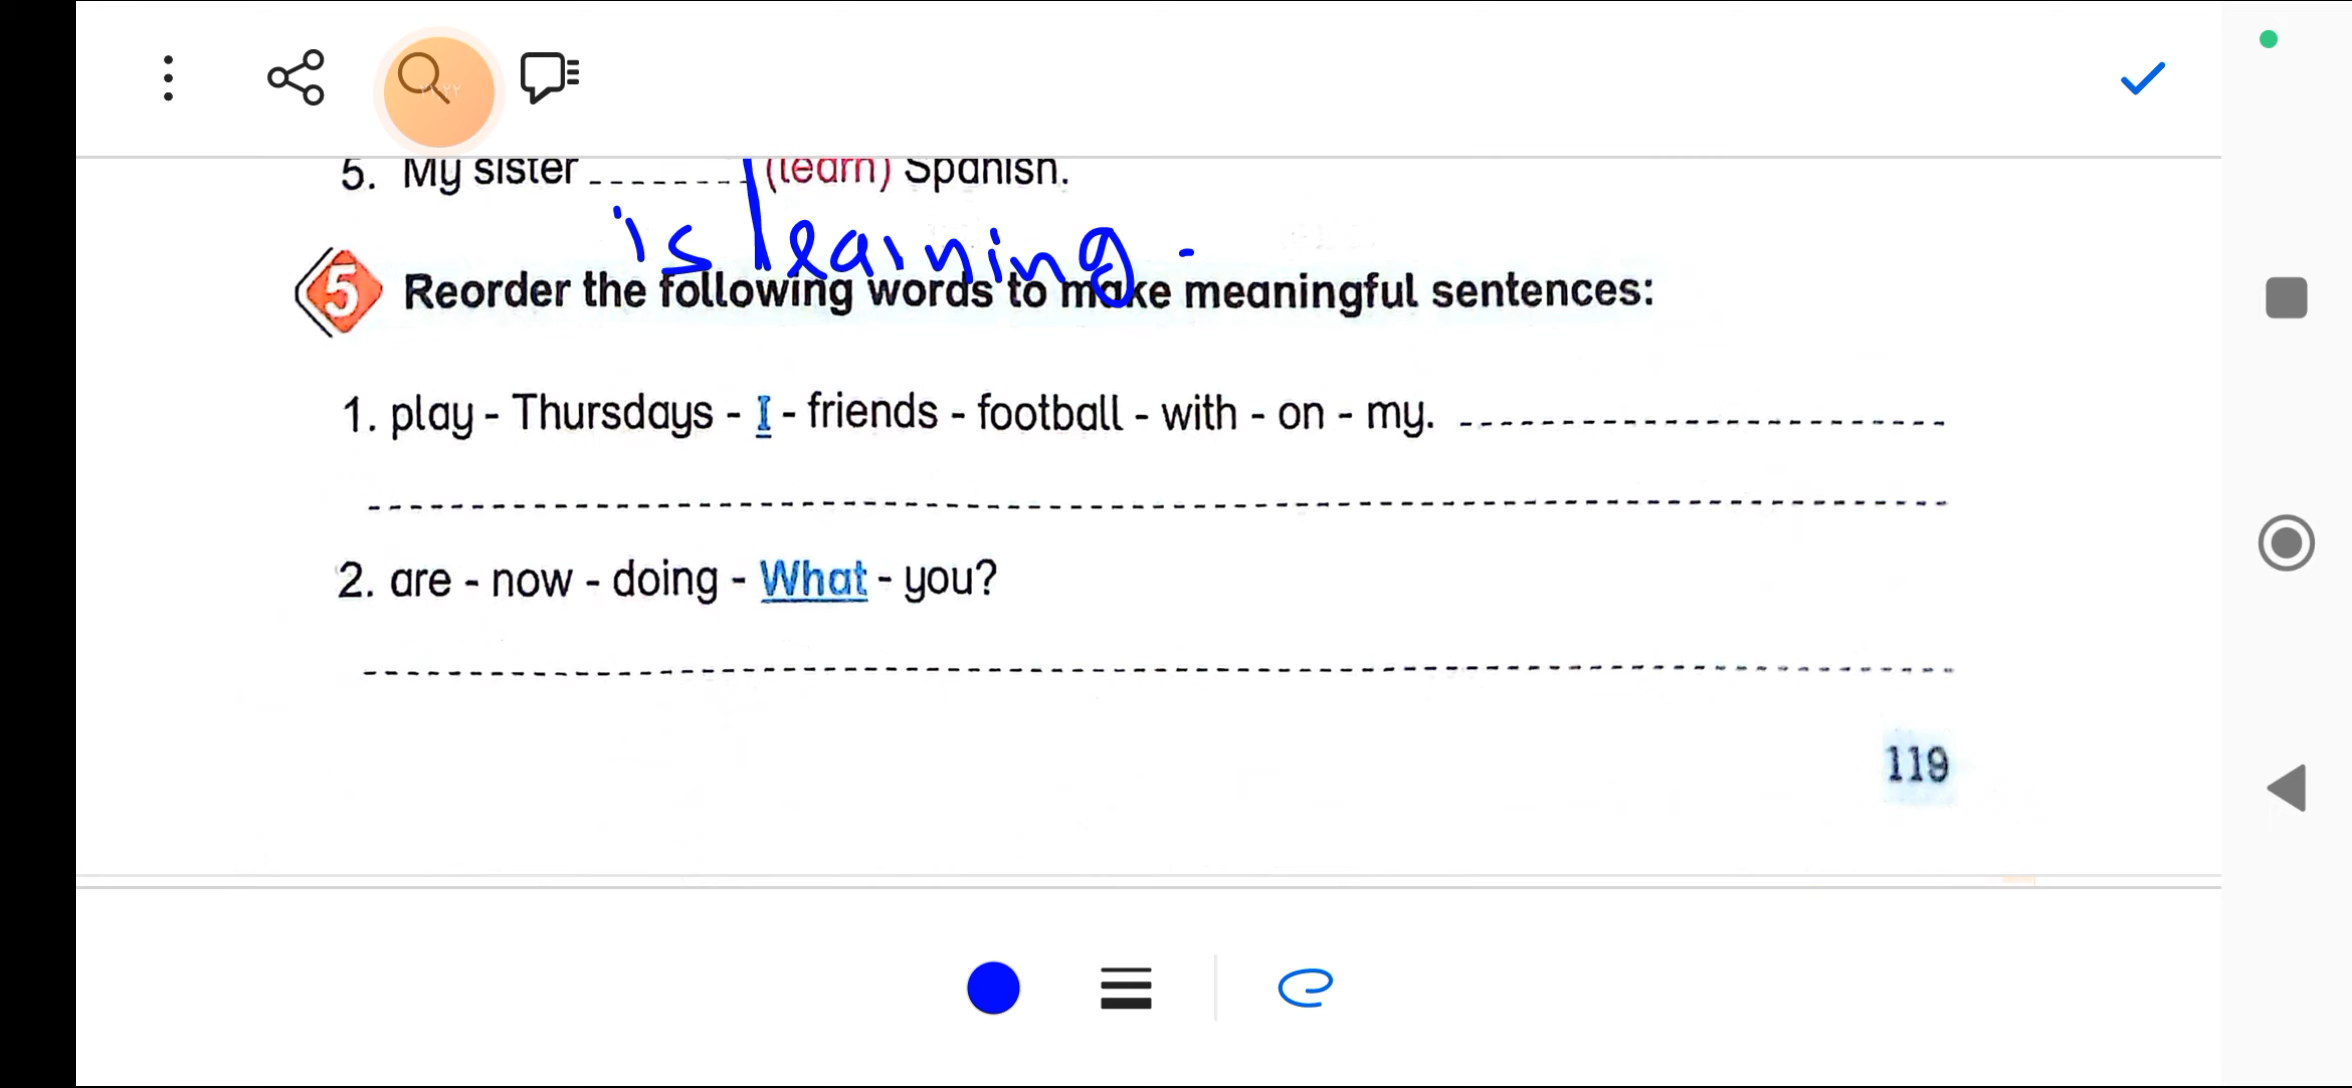 5. My sister -------- (learn) Spanish.
is learning.
5 Reorder the following words to make meaningful sentences:
1. play - Thursdays - I - friends - football - with - on - my. ------------------------
2. are - now - doing - What - you?
119